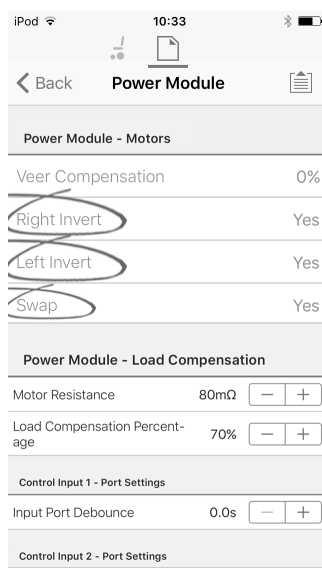 iPod 10:33
Back Power Module
Power Module - Motors
Veer Compensation 0%
Right Invert Yes
Left Invert Yes
Swap Yes
Power Module - Load Compensation
Motor Resistance 80mΩ − +
Load Compensation Percent-
age 70% − +
Control Input 1 - Port Settings
Input Port Debounce 0.0s − +
Control Input 2 - Port Settings